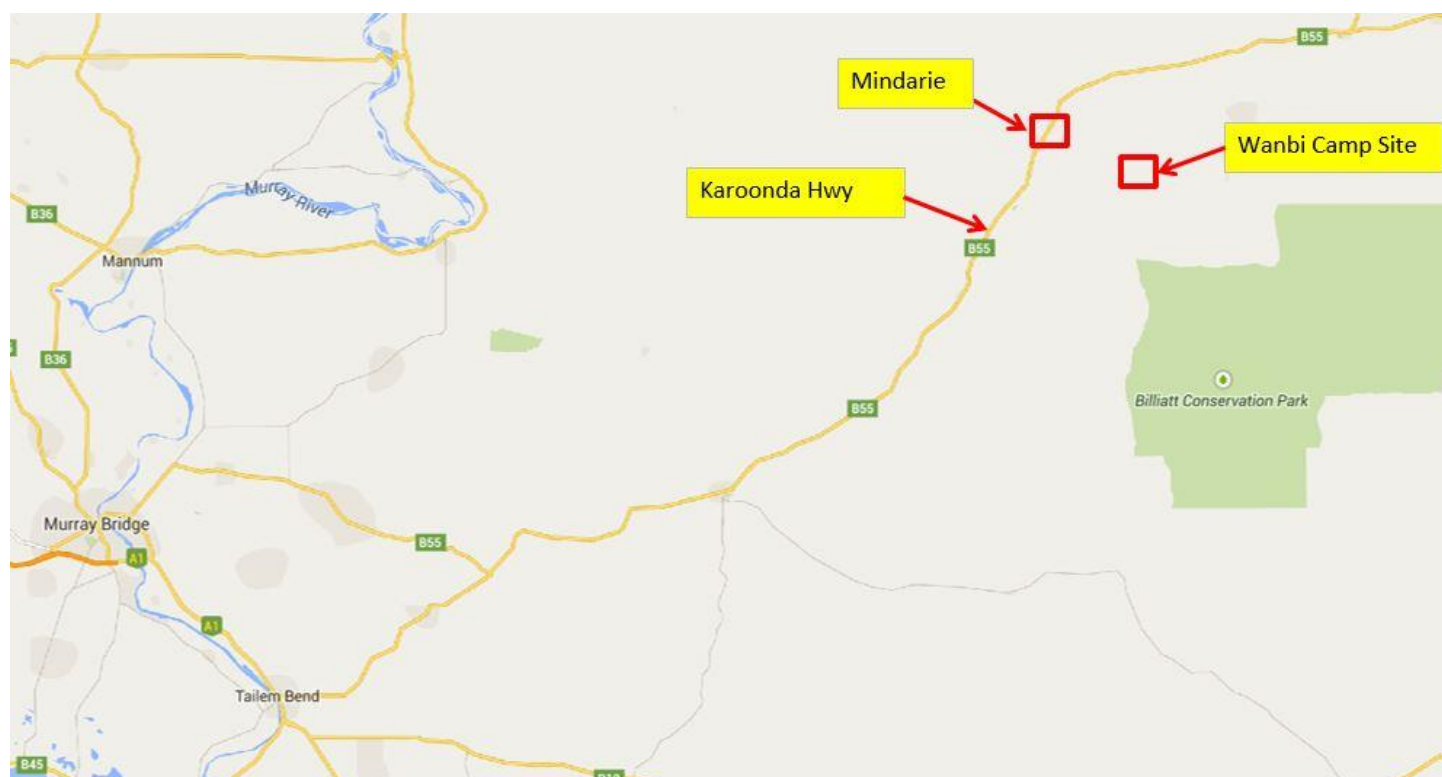 B55
Mindarie
Wanbi Camp Site
Karoonda Hwy
Murray River
B36
B55
Mannum
B36
Billiatt Conservation Park
B55
Murray Bridge
B55
A1
A1
Tailem Bend
B45